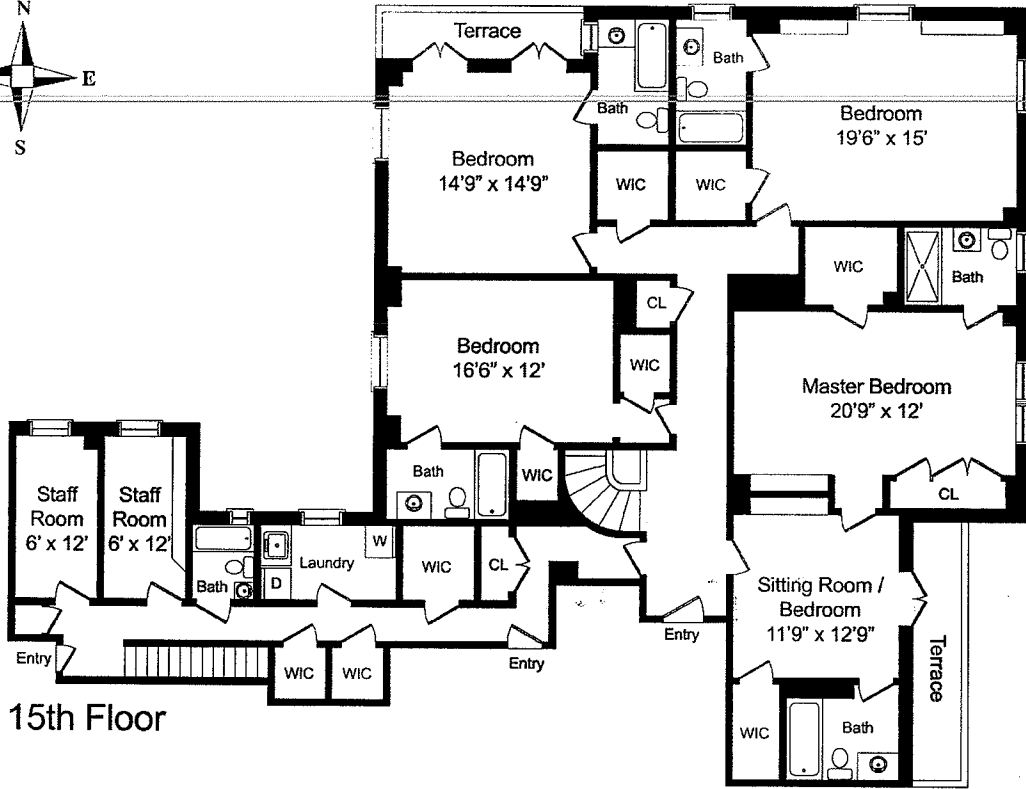 N
E
S
Terrace
Bath
Bath
Bedroom
19'6" x 15'
Bedroom
14'9" x 14'9"
WIC
WIC
WIC
Bath
CL
Bedroom
16'6" x 12'
WIC
Master Bedroom
20'9" x 12'
Bath
WIC
CL
Staff
Room
6' x 12'
Staff
Room
6' x 12'
Bath
Laundry
W
D
WIC
CL
Sitting Room /
Bedroom
11'9" x 12'9"
Terrace
Entry
Entry
Entry
WIC
WIC
WIC
Bath
15th Floor